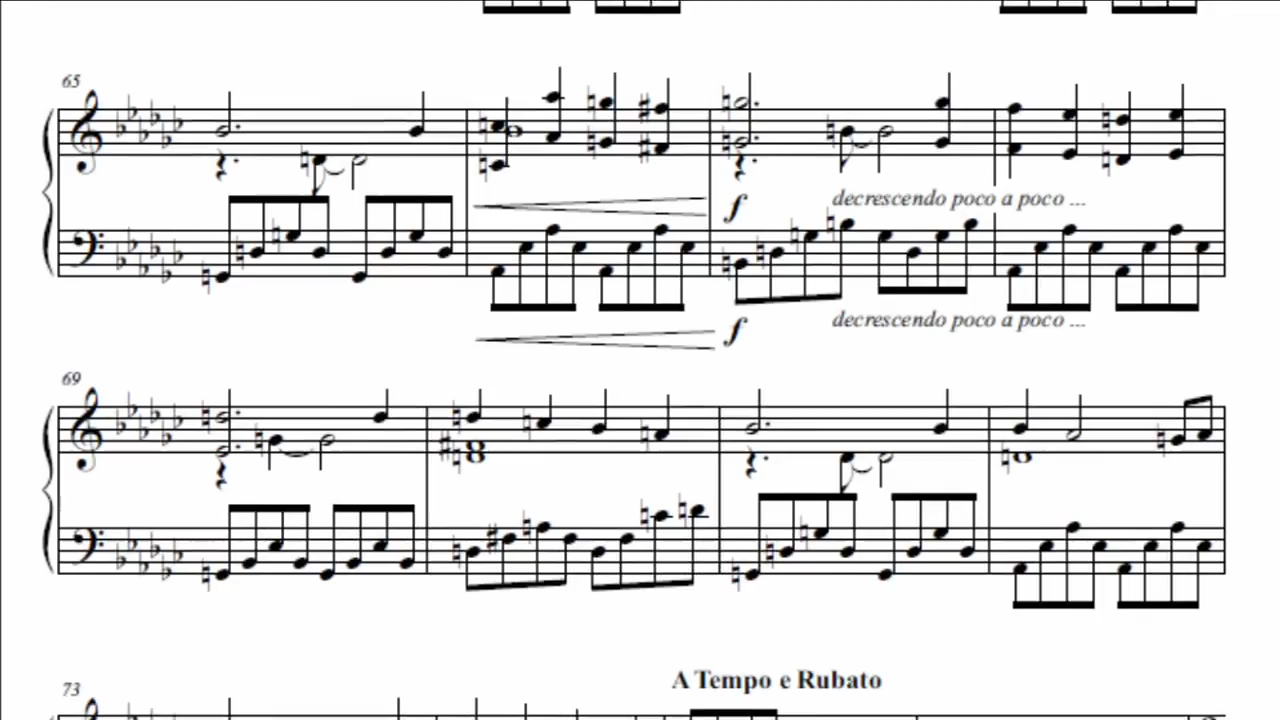 65
f decrescendo poco a poco ...
f decrescendo poco a poco ...
69
A Tempo e Rubato
73